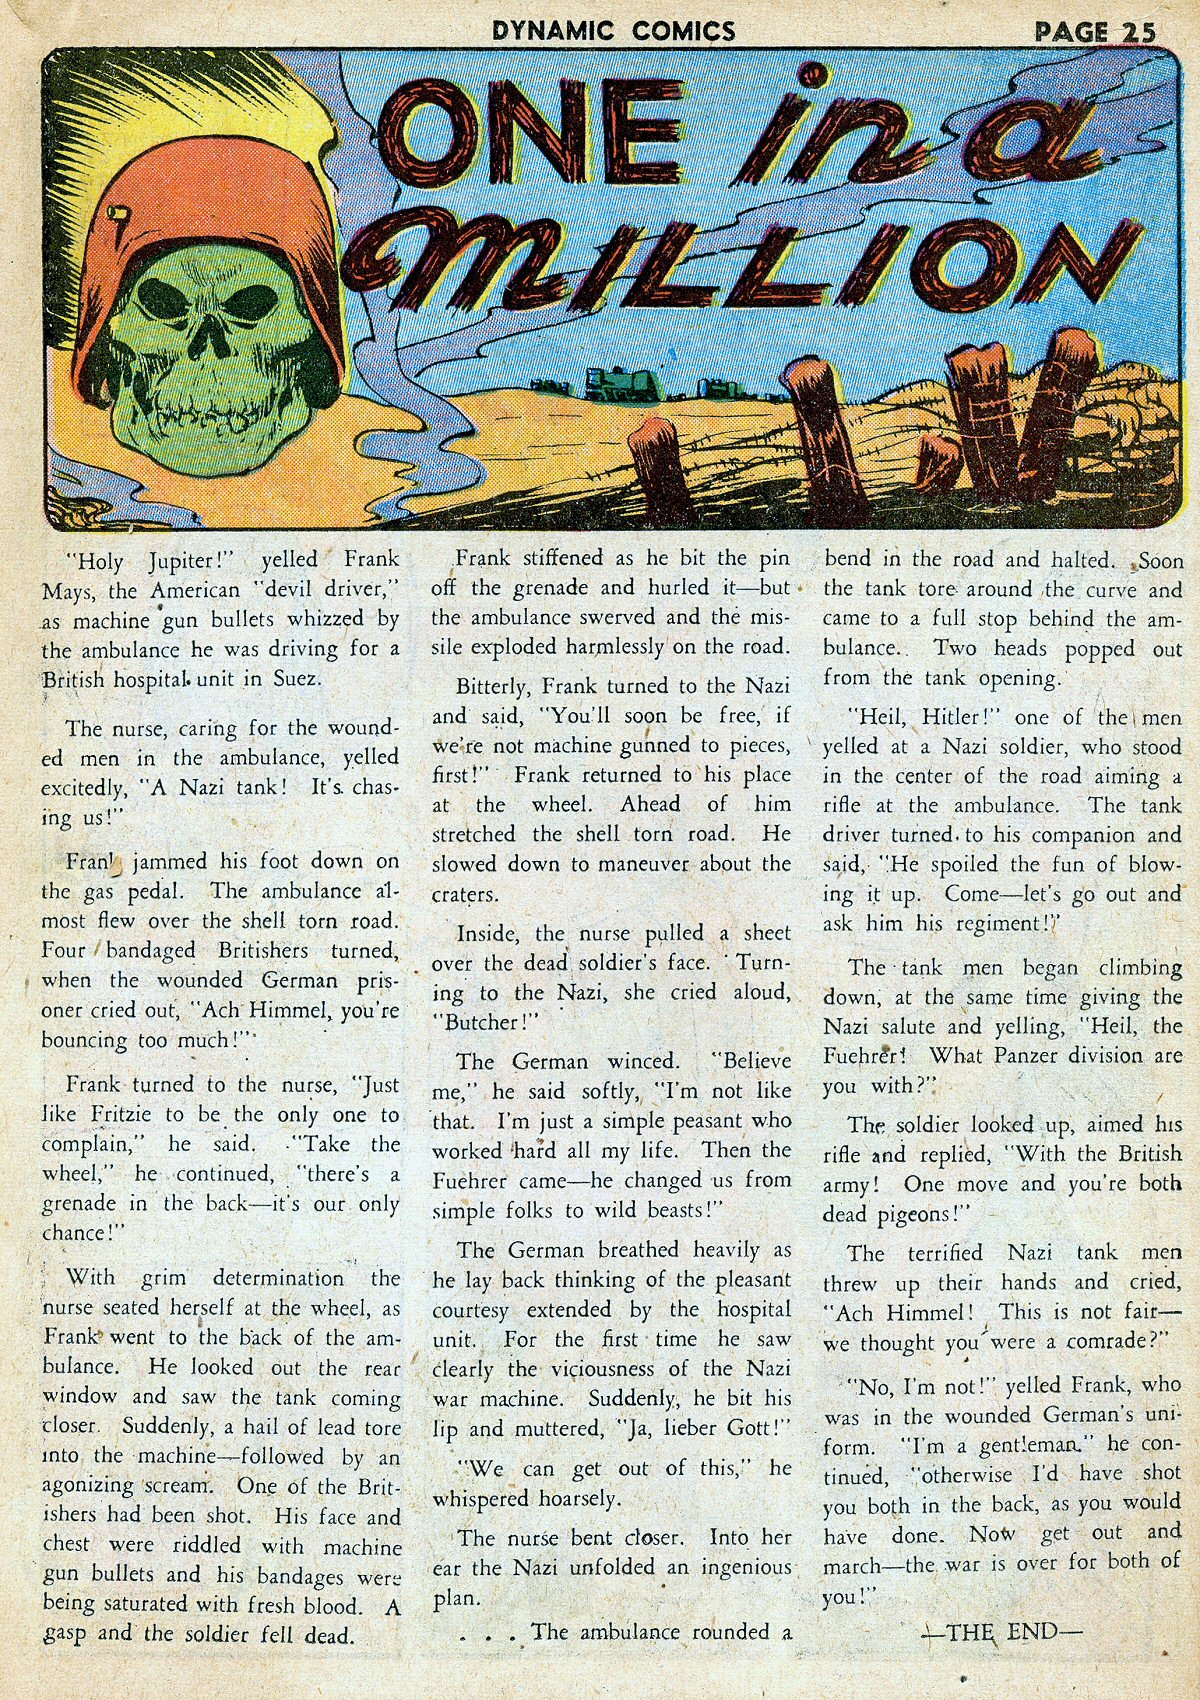 DYNAMIC COMICS
PAGE 25
ONE in a
MILLION
"Holy Jupiter!" yelled Frank
Mays, the American "devil driver,"
as machine gun bullets whizzed by
the ambulance he was driving for a
British hospital unit in Suez.
The nurse, caring for the wound-
ed men in the ambulance, yelled
excitedly, "A Nazi tank! It's chas-
ing us!"
Frank jammed his foot down on
the gas pedal. The ambulance al-
most flew over the shell torn road.
Four bandaged Britishers turned,
when the wounded German pris-
oner cried out, "Ach Himmel, you're
bouncing too much!"
Frank turned to the nurse, "Just
like Fritzie to be the only one to
complain," he said. "Take the
wheel," he continued, "there's a
grenade in the back—it's our only
chance!"
With grim determination the
nurse seated herself at the wheel, as
Frank went to the back of the am-
bulance. He looked out the rear
window and saw the tank coming
closer. Suddenly, a hail of lead tore
into the machine—followed by an
agonizing scream. One of the Brit-
ishers had been shot. His face and
chest were riddled with machine
gun bullets and his bandages were
being saturated with fresh blood. A
gasp and the soldier fell dead.
Frank stiffened as he bit the pin
off the grenade and hurled it—but
the ambulance swerved and the mis-
sile exploded harmlessly on the road.
Bitterly, Frank turned to the Nazi
and said, "You'll soon be free, if
we're not machine gunned to pieces,
first!" Frank returned to his place
at the wheel. Ahead of him
stretched the shell torn road. He
slowed down to maneuver about the
craters.
Inside, the nurse pulled a sheet
over the dead soldier's face. Turn-
ing to the Nazi, she cried aloud,
"Butcher!"
The German winced. "Believe
me," he said softly, "I'm not like
that. I'm just a simple peasant who
worked hard all my life. Then the
Fuehrer came—he changed us from
simple folks to wild beasts!"
The German breathed heavily as
he lay back thinking of the pleasant
courtesy extended by the hospital
unit. For the first time he saw
clearly the viciousness of the Nazi
war machine. Suddenly, he bit his
lip and muttered, "Ja, lieber Gott!"
"We can get out of this," he
whispered hoarsely.
The nurse bent closer. Into her
ear the Nazi unfolded an ingenious
plan.
. . . The ambulance rounded a
bend in the road and halted. Soon
the tank tore around the curve and
came to a full stop behind the am-
bulance. Two heads popped out
from the tank opening.
"Heil, Hitler!" one of the men
yelled at a Nazi soldier, who stood
in the center of the road aiming a
rifle at the ambulance. The tank
driver turned to his companion and
said, "He spoiled the fun of blow-
ing it up. Come—let's go out and
ask him his regiment!"
The tank men began climbing
down, at the same time giving the
Nazi salute and yelling, "Heil, the
Fuehrer! What Panzer division are
you with?"
The soldier looked up, aimed his
rifle and replied, "With the British
army! One move and you're both
dead pigeons!"
The terrified Nazi tank men
threw up their hands and cried,
"Ach Himmel! This is not fair—
we thought you were a comrade?"
"No, I'm not!" yelled Frank, who
was in the wounded German's uni-
form. "I'm a gentleman." he con-
tinued, "otherwise I'd have shot
you both in the back, as you would
have done. Now get out and
march—the war is over for both of
you!"
—THE END—